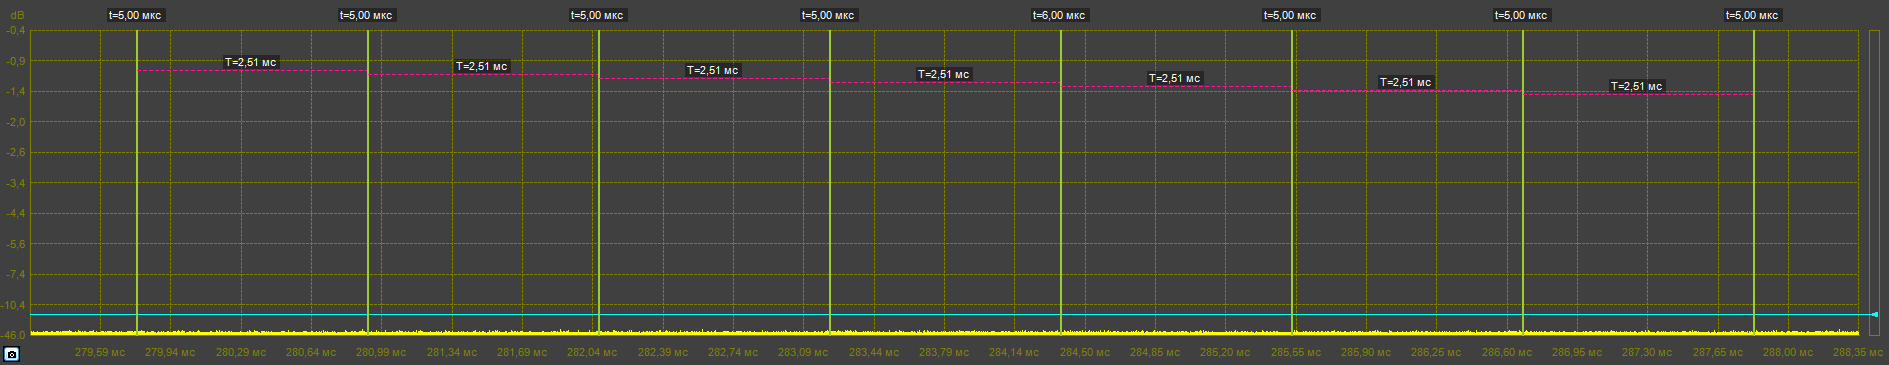 dB
t=5,00 мкс t=5,00 мкс t=5,00 мкс t=5,00 мкс t=6,00 мкс t=5,00 мкс t=5,00 мкс t=5,00 мкс
-0,4
-0,9
-1,4
-2,0
-2,6
-3,4
-4,4
-5,6
-7,4
-10,4
-46,0
T=2,51 мс
T=2,51 мс
T=2,51 мс
T=2,51 мс
T=2,51 мс
T=2,51 мс
T=2,51 мс
279,59 мс 279,94 мс 280,29 мс 280,64 мс 280,99 мс 281,34 мс 281,69 мс 282,04 мс 282,39 мс 282,74 мс 283,09 мс 283,44 мс 283,79 мс 284,14 мс 284,50 мс 284,85 мс 285,20 мс 285,55 мс 285,90 мс 286,25 мс 286,60 мс 286,95 мс 287,30 мс 287,65 мс 288,00 мс 288,35 мс